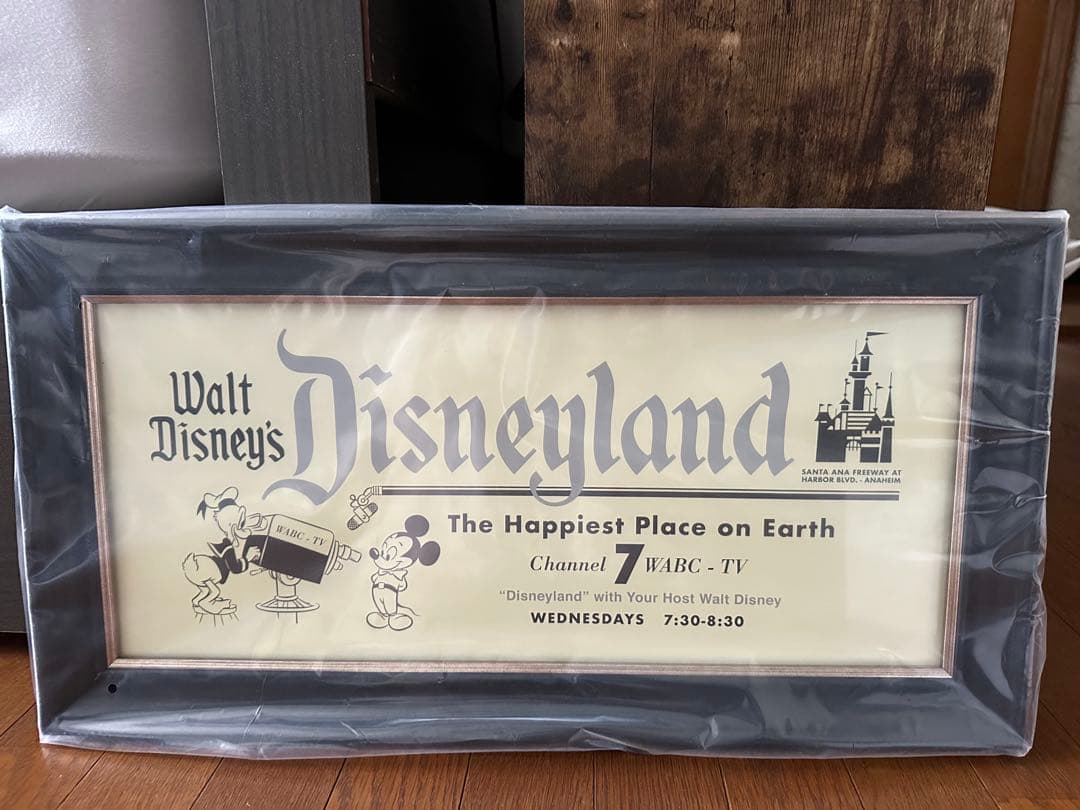 Walt
Disney's
Disneyland
SANTA ANA FREEWAY AT
HARBOR BLVD. - ANAHEIM
WABC - TV
The Happiest Place on Earth
Channel 7 WABC - TV
"Disneyland" with Your Host Walt Disney
WEDNESDAYS 7:30-8:30